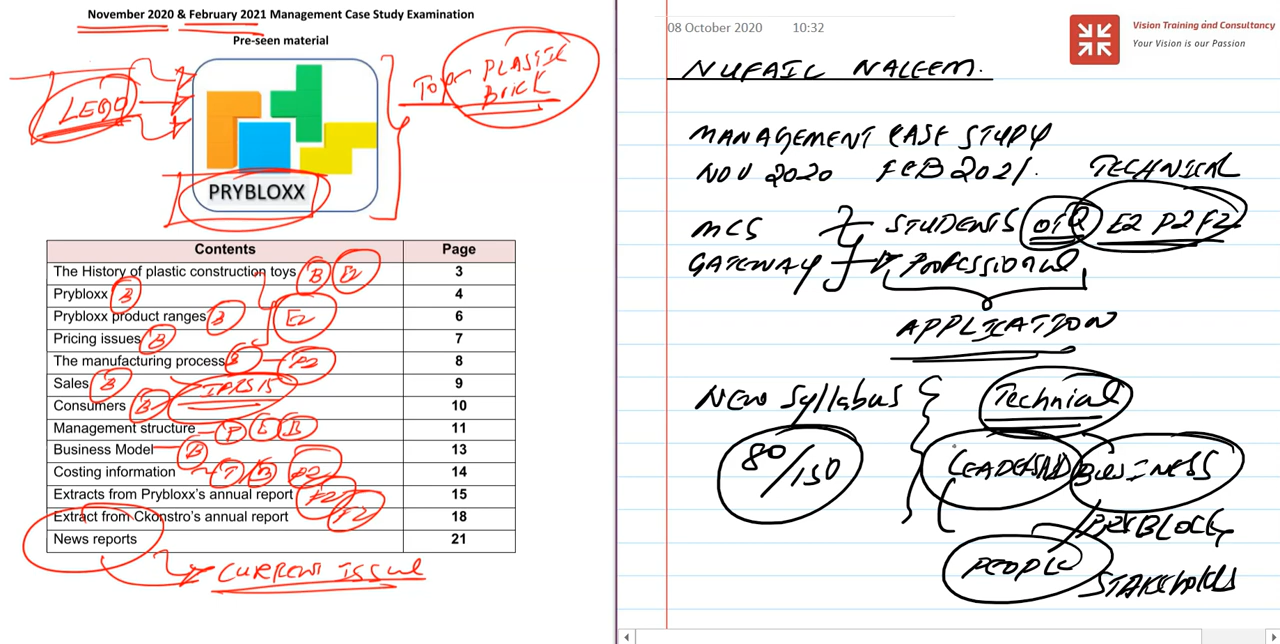 November 2020 & February 2021 Management Case Study Examination
Pre-seen material
LEGO
Toy PLASTIC
Brick
PRYBLOXX
Contents Page
The History of plastic construction toys B E2 3
Prybloxx B 4
Prybloxx product ranges B E2 6
Pricing issues B 7
The manufacturing process B P2 8
Sales B IFRS 15 9
Consumers B 10
Management structure P E B 11
Business Model B 13
Costing information T B P2 14
Extracts from Prybloxx's annual report F2 15
Extract from Ckonstro's annual report F2 18
News reports 21
CURRENT ISSUE
08 October 2020 10:32
Vision Training and Consultancy
Your Vision is our Passion
NUFAIL NALEEM.
MANAGEMENT CASE STUDY
NOV 2020 FEB 2021. TECHNICAL
MCS STUDENTS OTQ E2 P2 F2
GATEWAY PROFESSIONAL
APPLICATION
NEW Syllabus Technical
80/150 LEADERSHIP BUSINESS
PRYBLOCK
PEOPLE STAKEHOLDERS